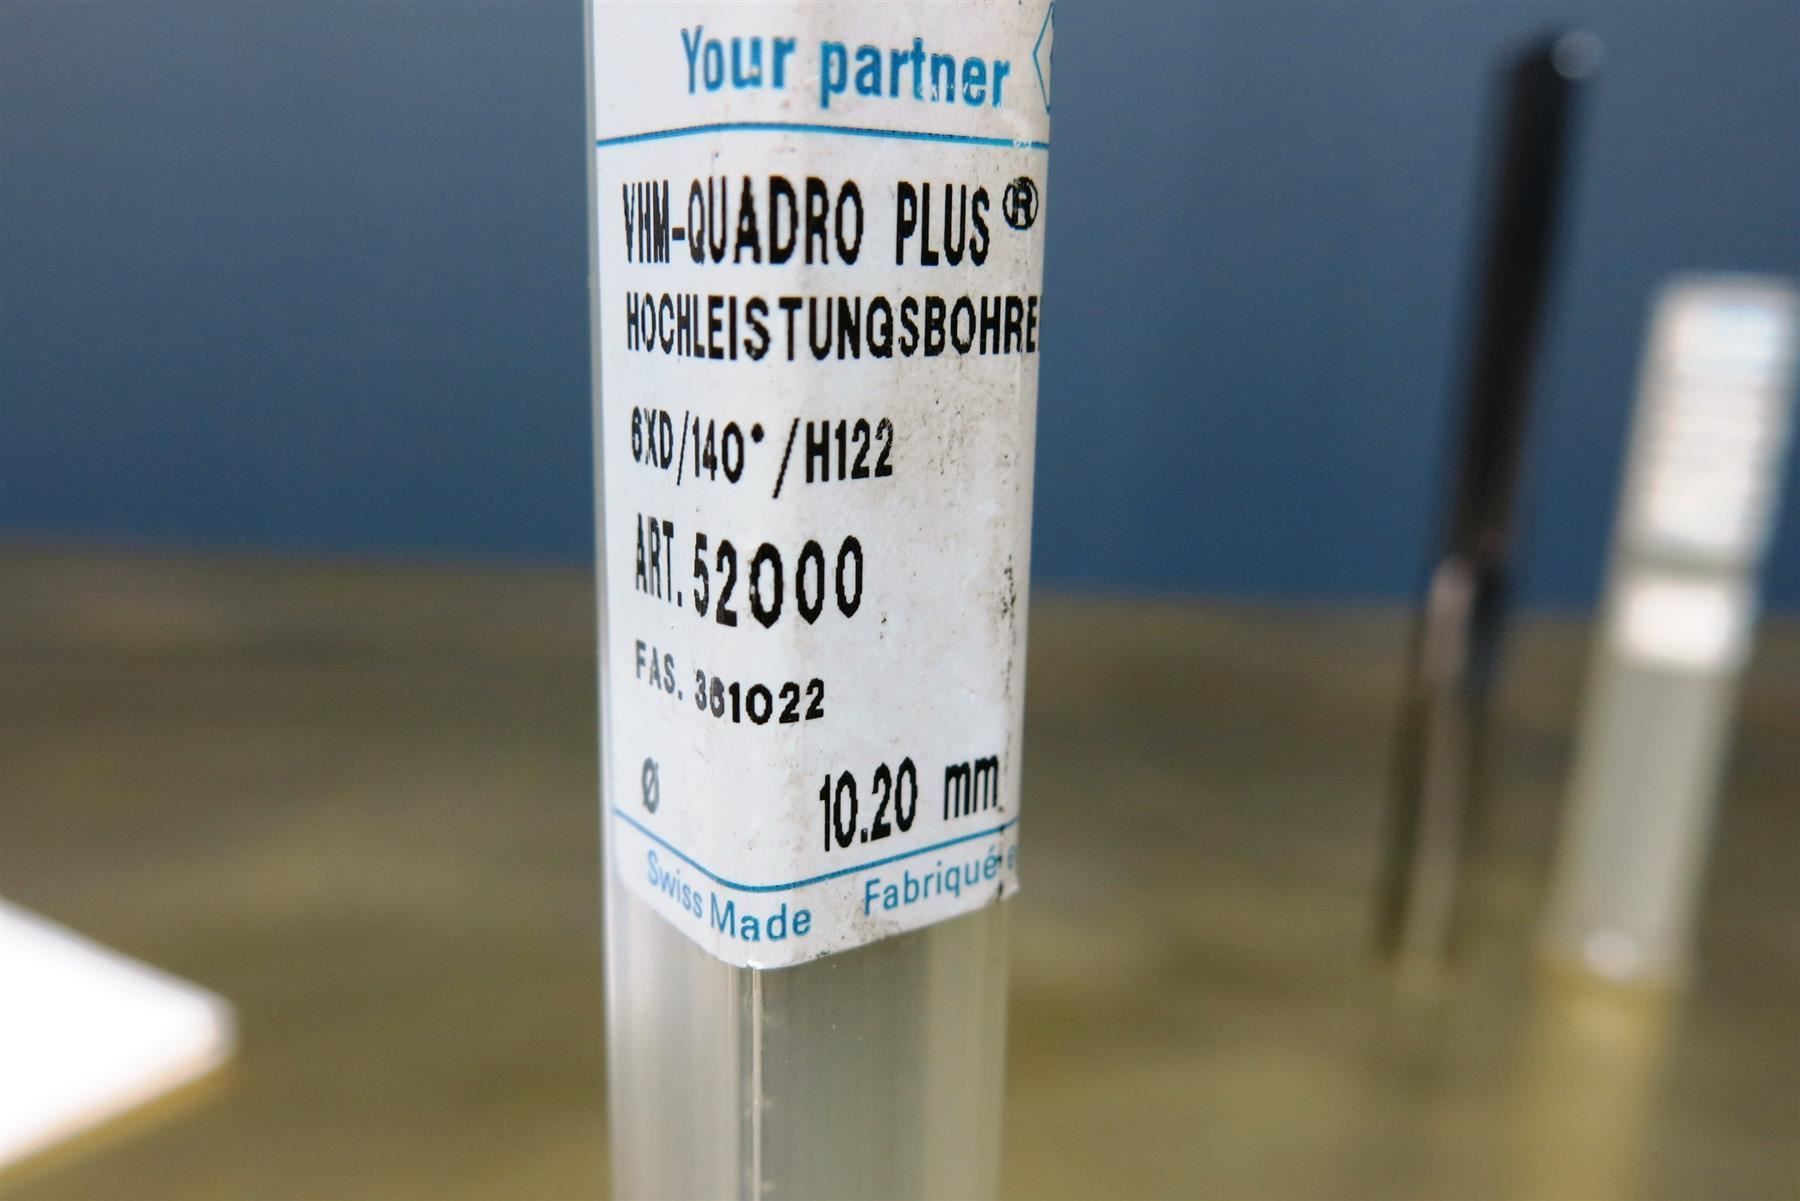 Your partner
VHM-QUADRO PLUS®
HOCHLEISTUNGSBOHRE
6XD/140°/H122
ART. 52000
FAS. 361022
Ø 10.20 mm
Swiss Made Fabriqué e